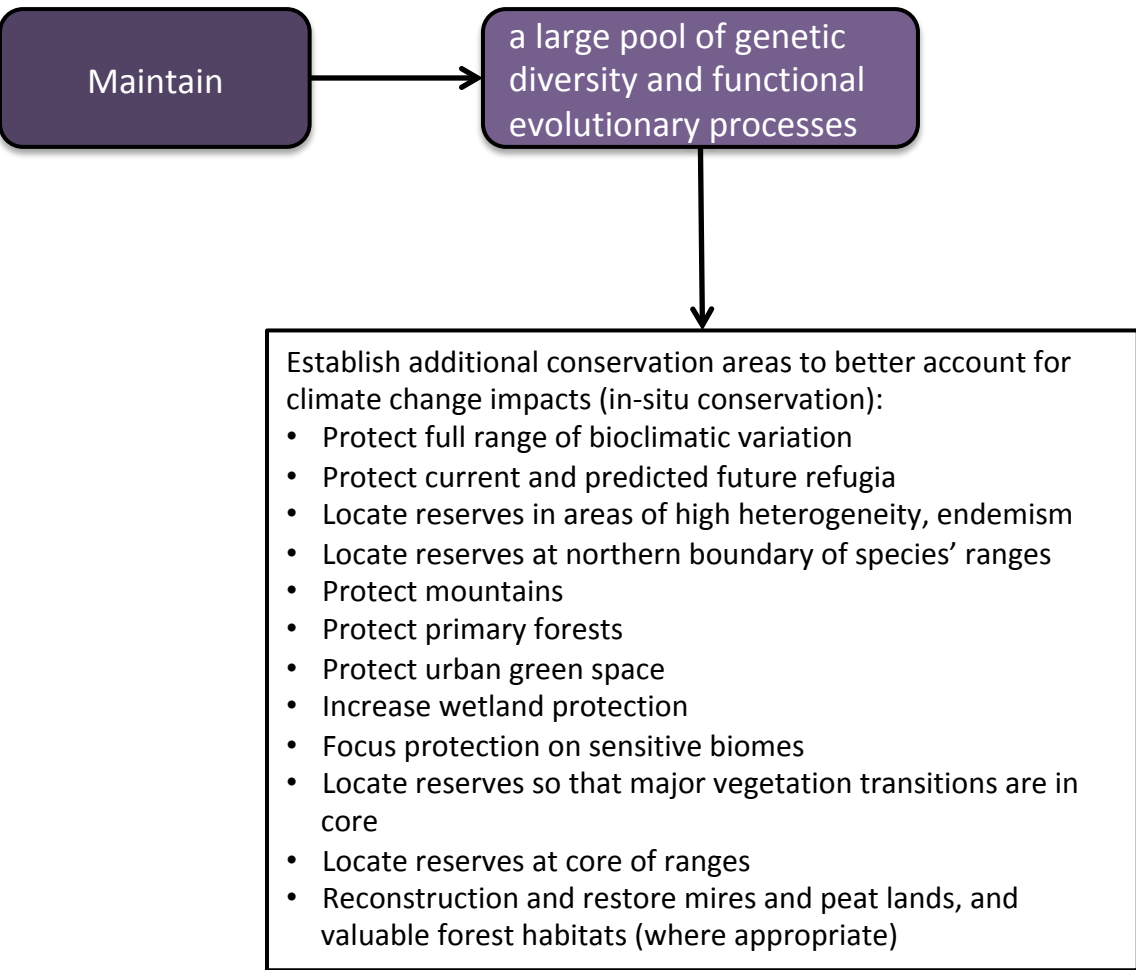 Maintain
a large pool of genetic
diversity and functional
evolutionary processes
Establish additional conservation areas to better account for
climate change impacts (in-situ conservation):
• Protect full range of bioclimatic variation
• Protect current and predicted future refugia
• Locate reserves in areas of high heterogeneity, endemism
• Locate reserves at northern boundary of species’ ranges
• Protect mountains
• Protect primary forests
• Protect urban green space
• Increase wetland protection
• Focus protection on sensitive biomes
• Locate reserves so that major vegetation transitions are in
core
• Locate reserves at core of ranges
• Reconstruction and restore mires and peat lands, and
valuable forest habitats (where appropriate)